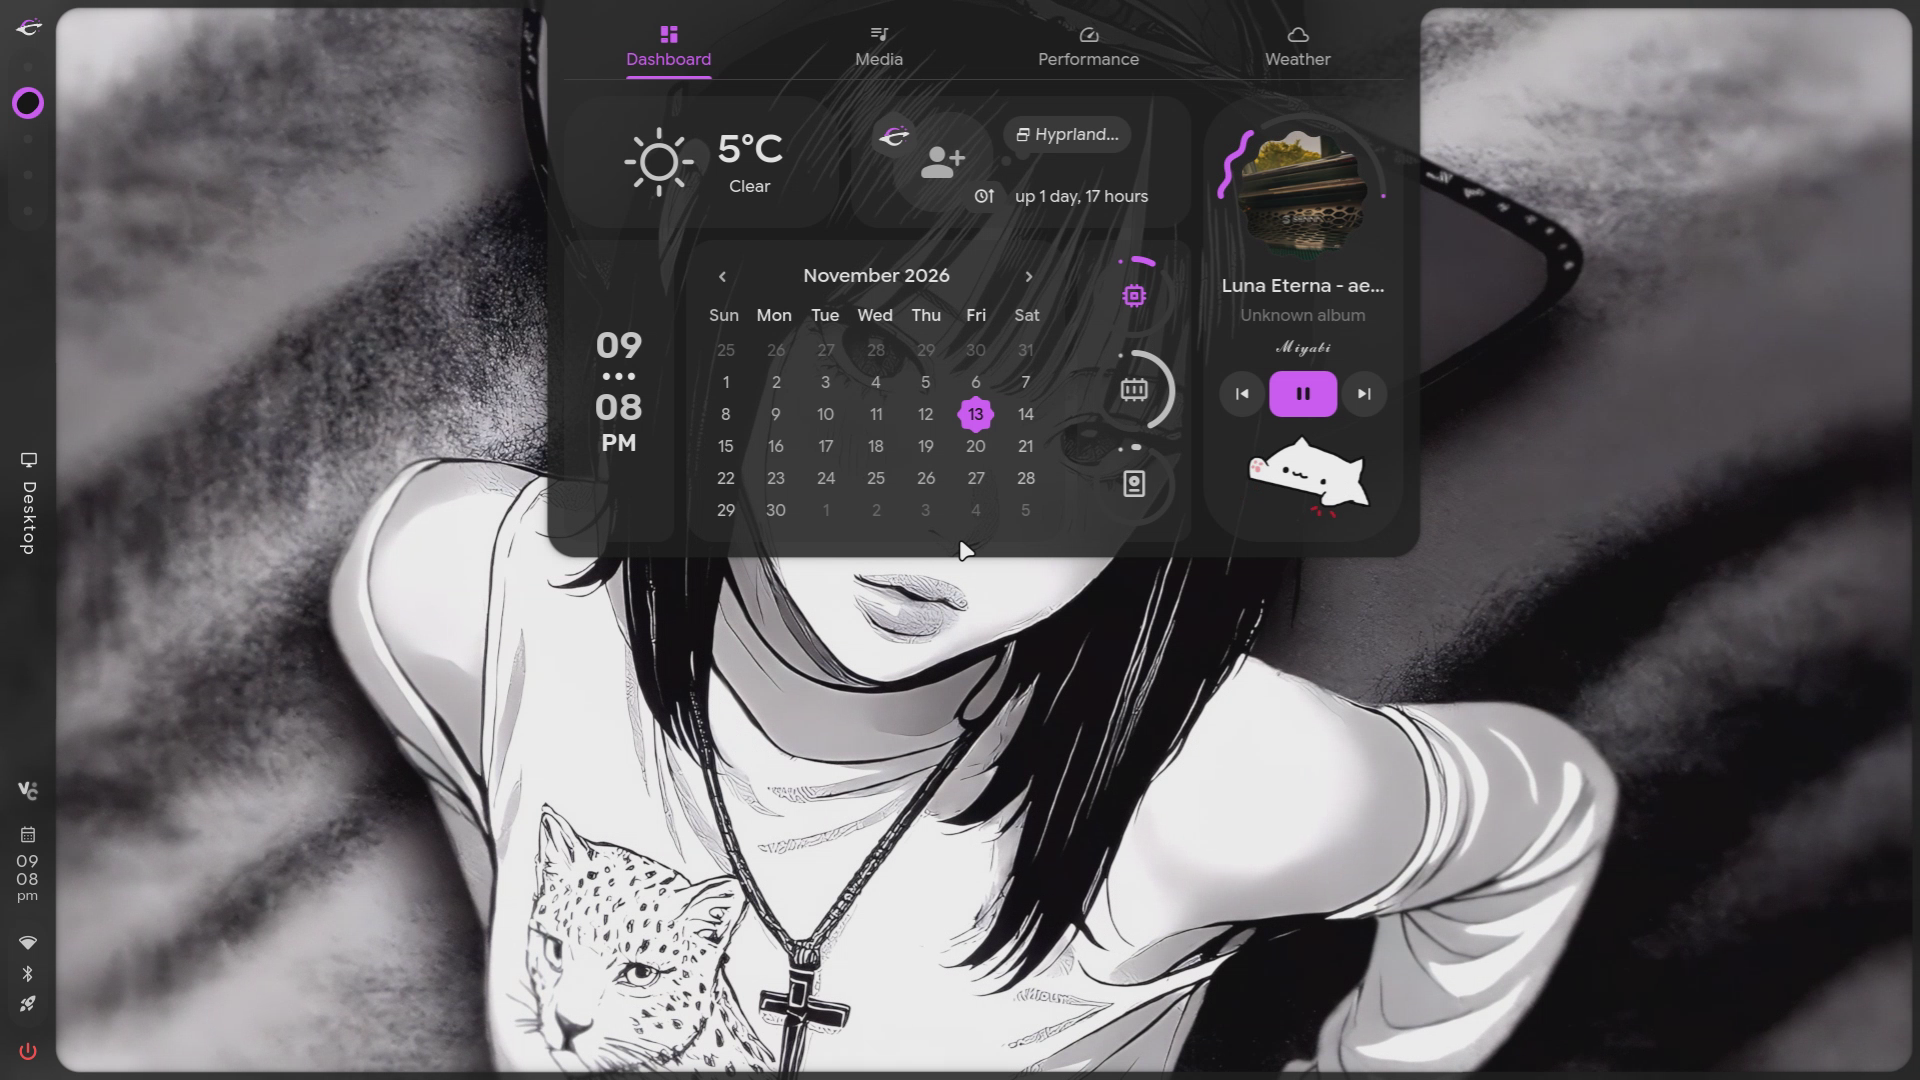 Dashboard
Media
Performance
Weather
5°C
Clear
Hyprland...
up 1 day, 17 hours
November 2026
Sun Mon Tue Wed Thu Fri Sat
25 26 27 28 29 30 31
1 2 3 4 5 6 7
8 9 10 11 12 13 14
15 16 17 18 19 20 21
22 23 24 25 26 27 28
29 30 1 2 3 4 5
09
08
PM
Luna Eterna - ae...
Unknown album
Miyabi
Desktop
09
08
pm